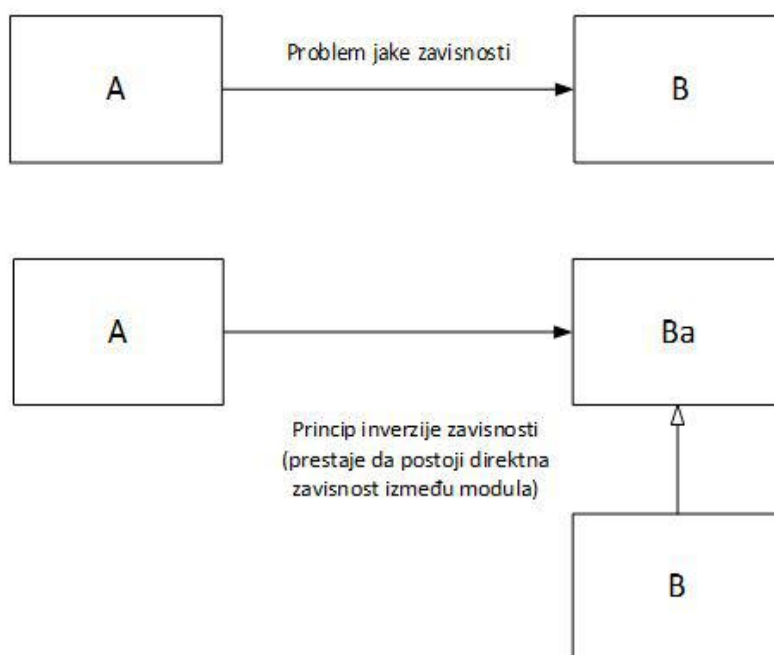 Problem jake zavisnosti
A
B
A
Ba
Princip inverzije zavisnosti
(prestaje da postoji direktna
zavisnost između modula)
B